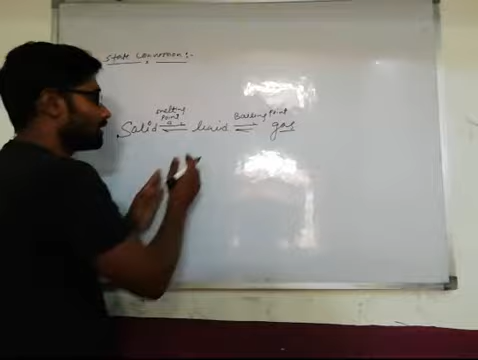 State Conversion :-
melting Boiling point
point
Solid ⇌ liquid ⇌ gas